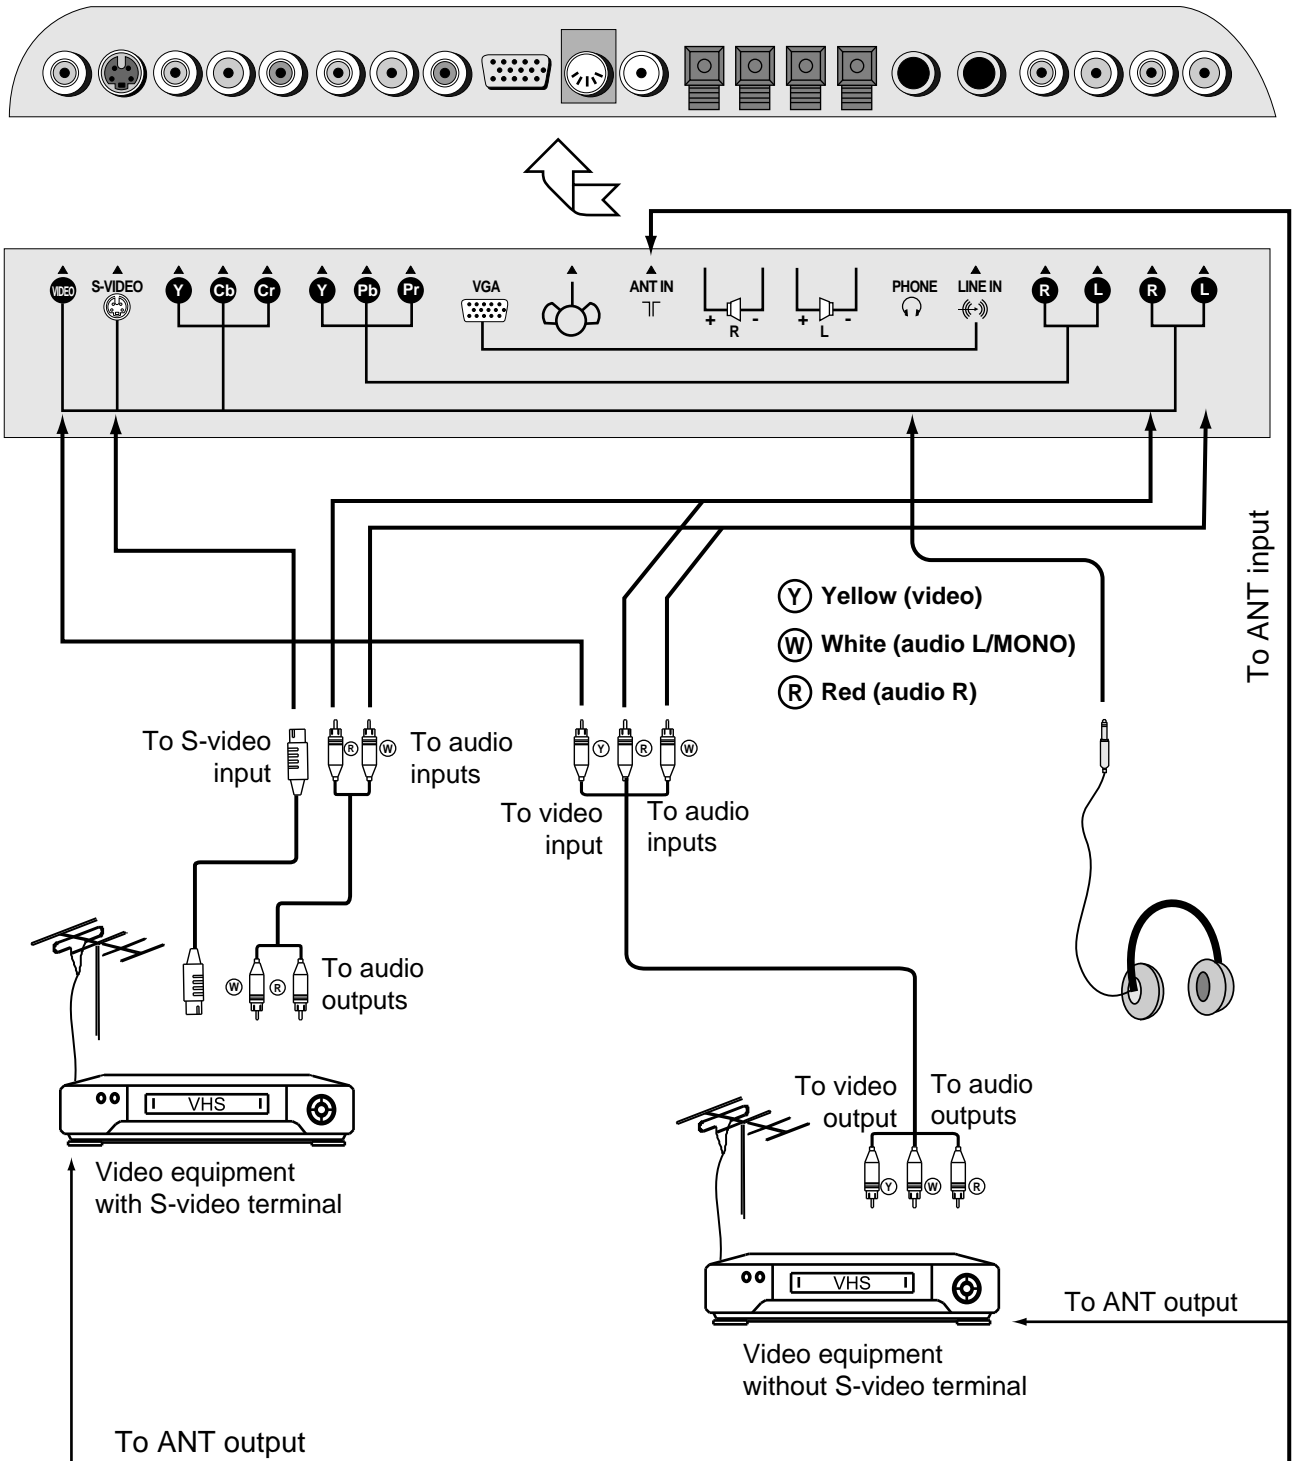 VIDEO S-VIDEO Y Cb Cr Y Pb Pr VGA ANT IN PHONE LINE IN R L R L
+ - + -
R L
To ANT input
Y Yellow (video)
W White (audio L/MONO)
R Red (audio R)
To S-video
input
R W
To audio
inputs
Y R W
To video
input
To audio
inputs
W R
To audio
outputs
VHS
Video equipment
with S-video terminal
To video
output
To audio
outputs
Y W R
VHS
To ANT output
Video equipment
without S-video terminal
To ANT output